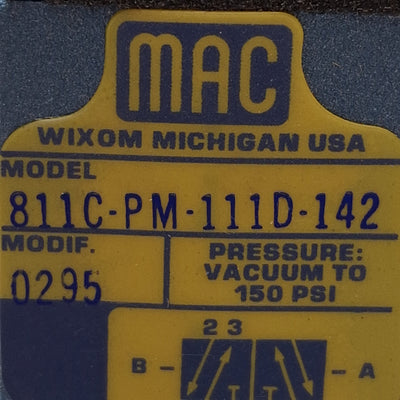 MAC
WIXOM MICHIGAN USA
MODEL
811C-PM-111D-142
MODIF.
0295
PRESSURE:
VACUUM TO
150 PSI
2 3
B - - A